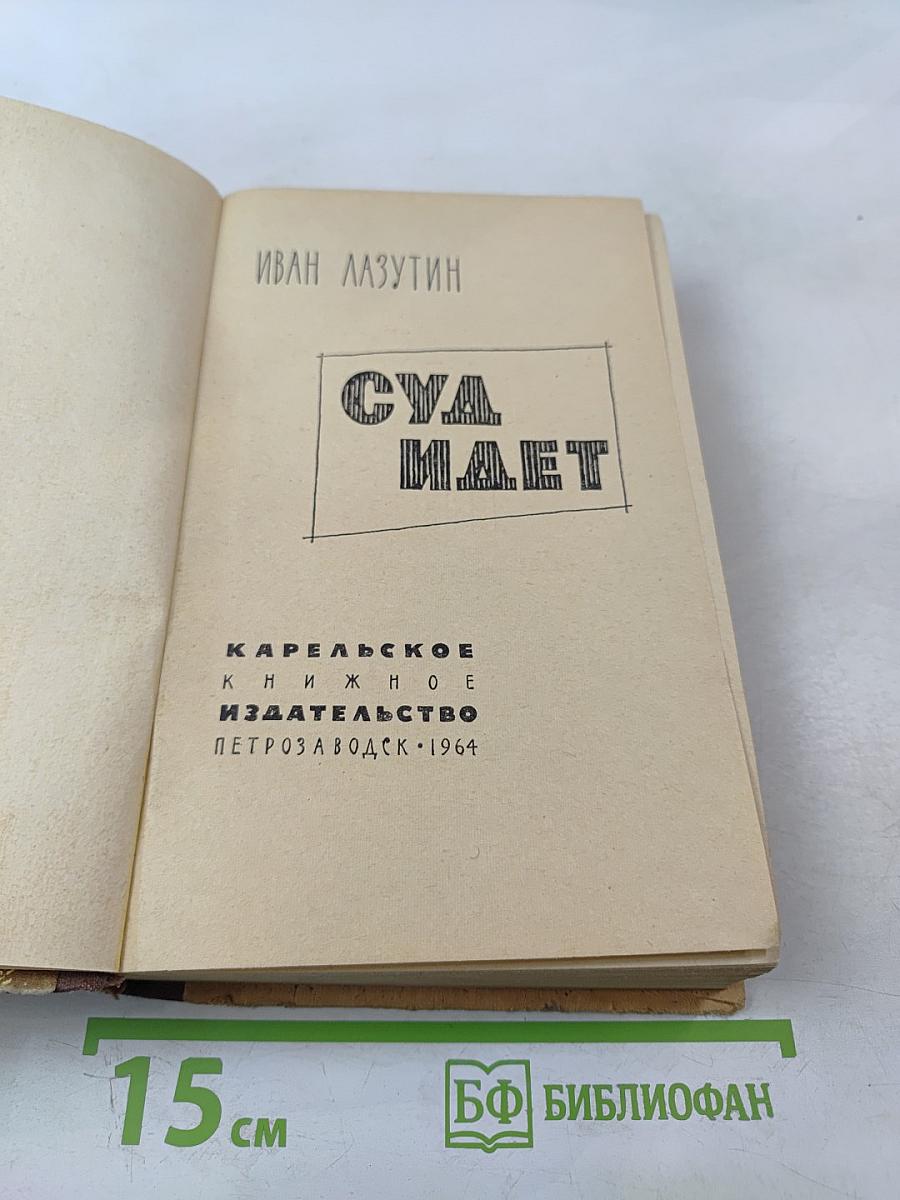 ИВАН ЛАЗУТИН
СУД
ИДЕТ
КАРЕЛЬСКОЕ
КНИЖНОЕ
ИЗДАТЕЛЬСТВО
ПЕТРОЗАВОДСК • 1964
15 см
БФ БИБЛИОФАН